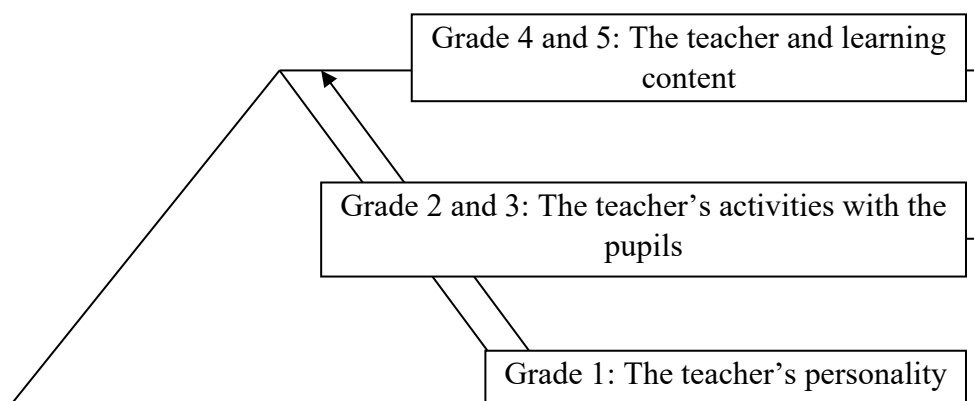 Grade 4 and 5: The teacher and learning
content
Grade 2 and 3: The teacher’s activities with the
pupils
Grade 1: The teacher’s personality